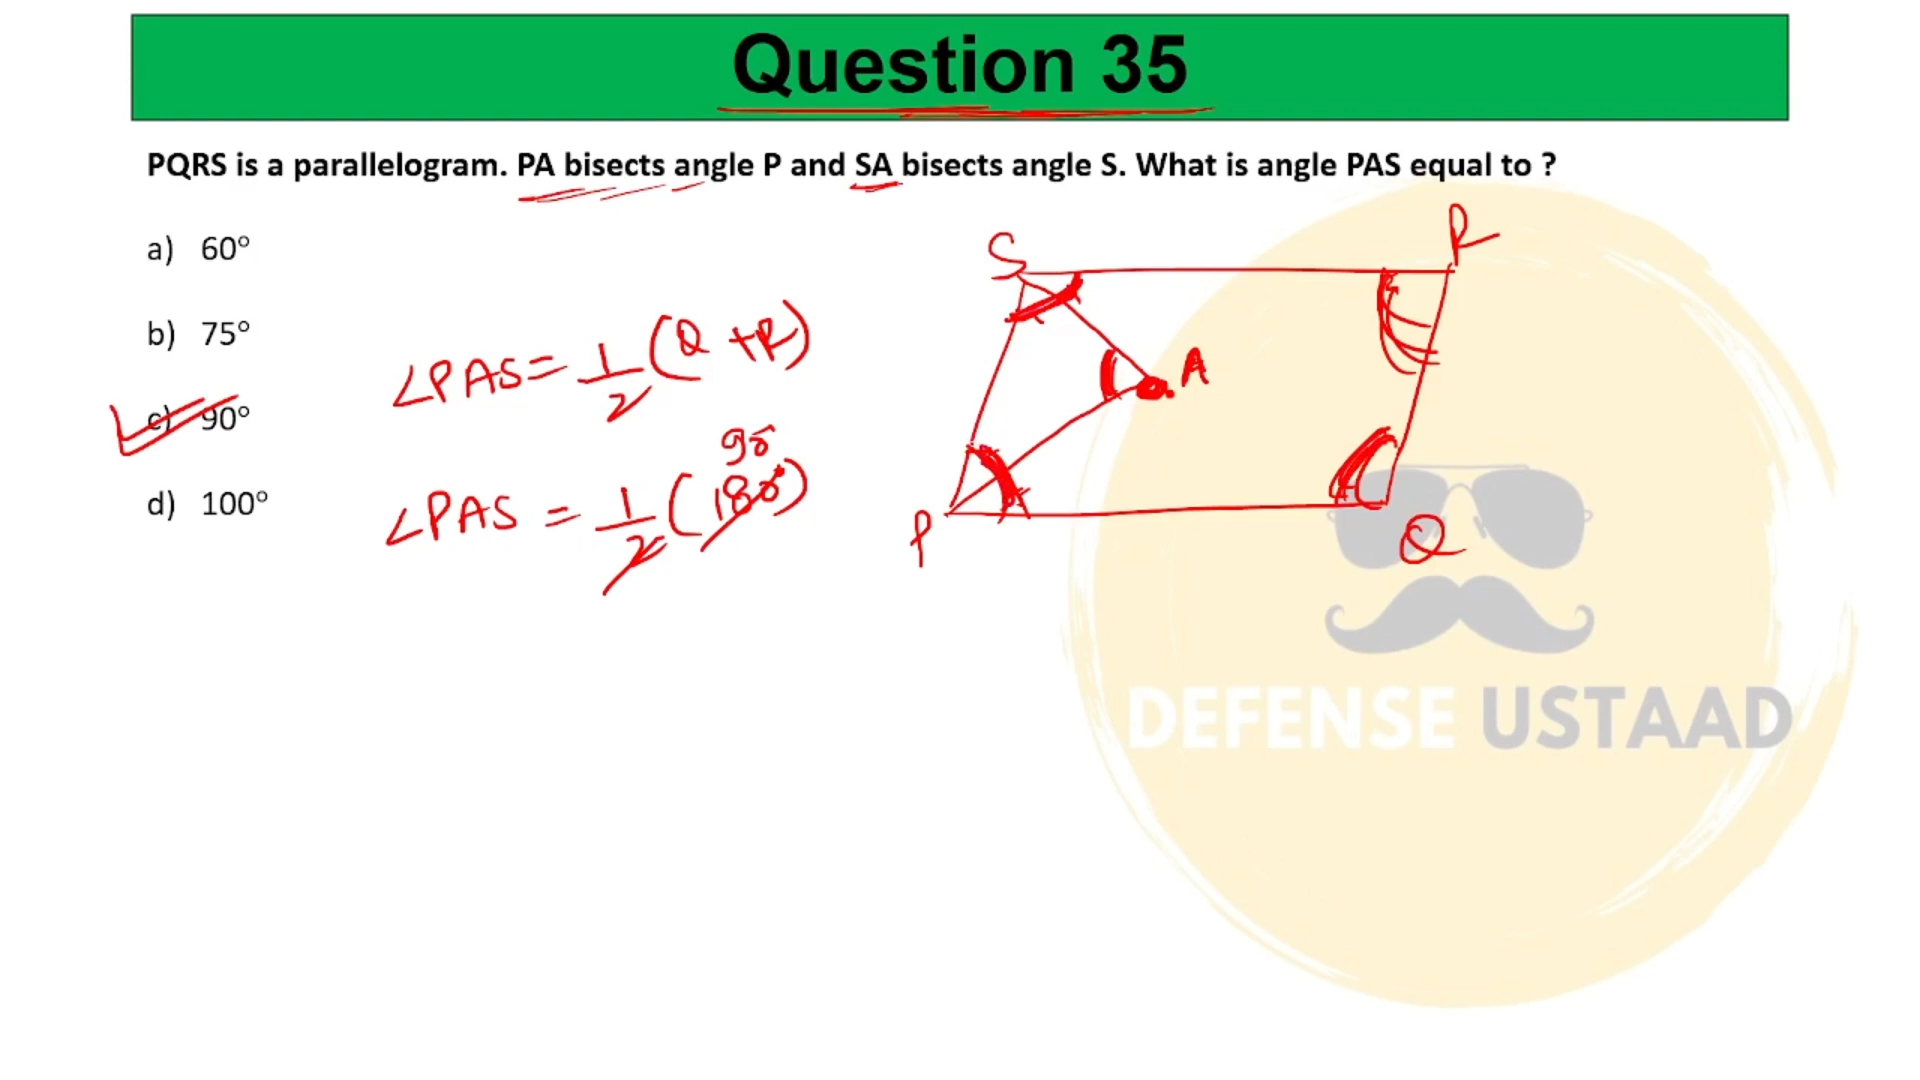 Question 35
PQRS is a parallelogram. PA bisects angle P and SA bisects angle S. What is angle PAS equal to ?
a) 60°
b) 75°
c) 90°
d) 100°
∠PAS = 1/2 (Q + R)
90
∠PAS = 1/2 (180°)
S
R
A
P
Q
DEFENSE USTAAD